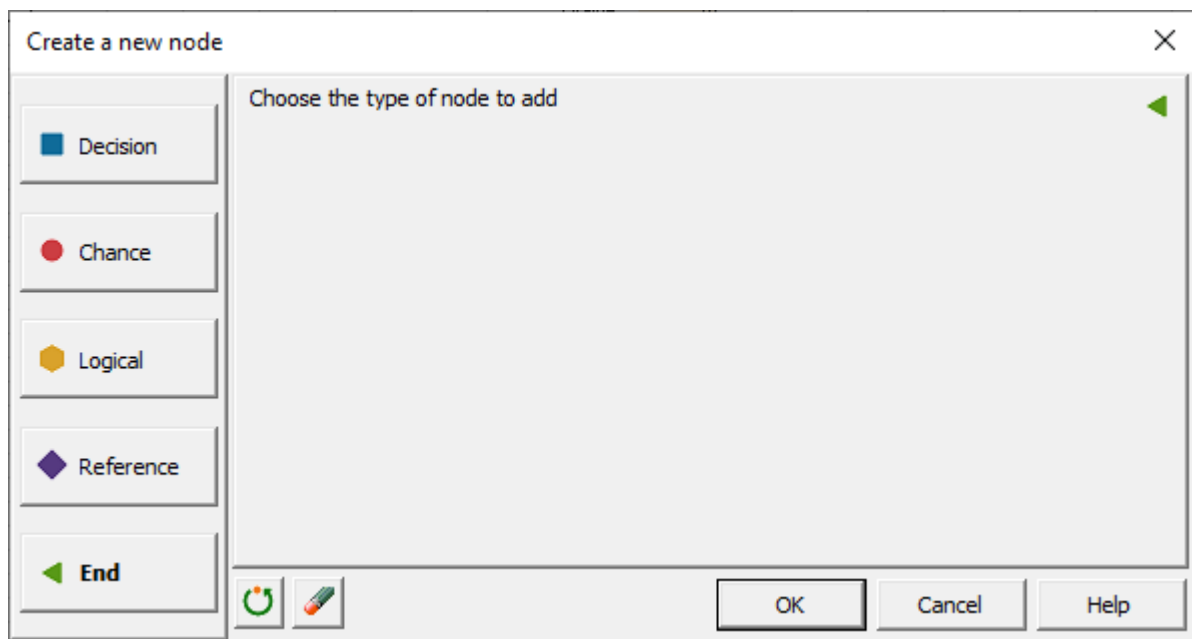 Create a new node
Choose the type of node to add
Decision
Chance
Logical
Reference
End
OK
Cancel
Help